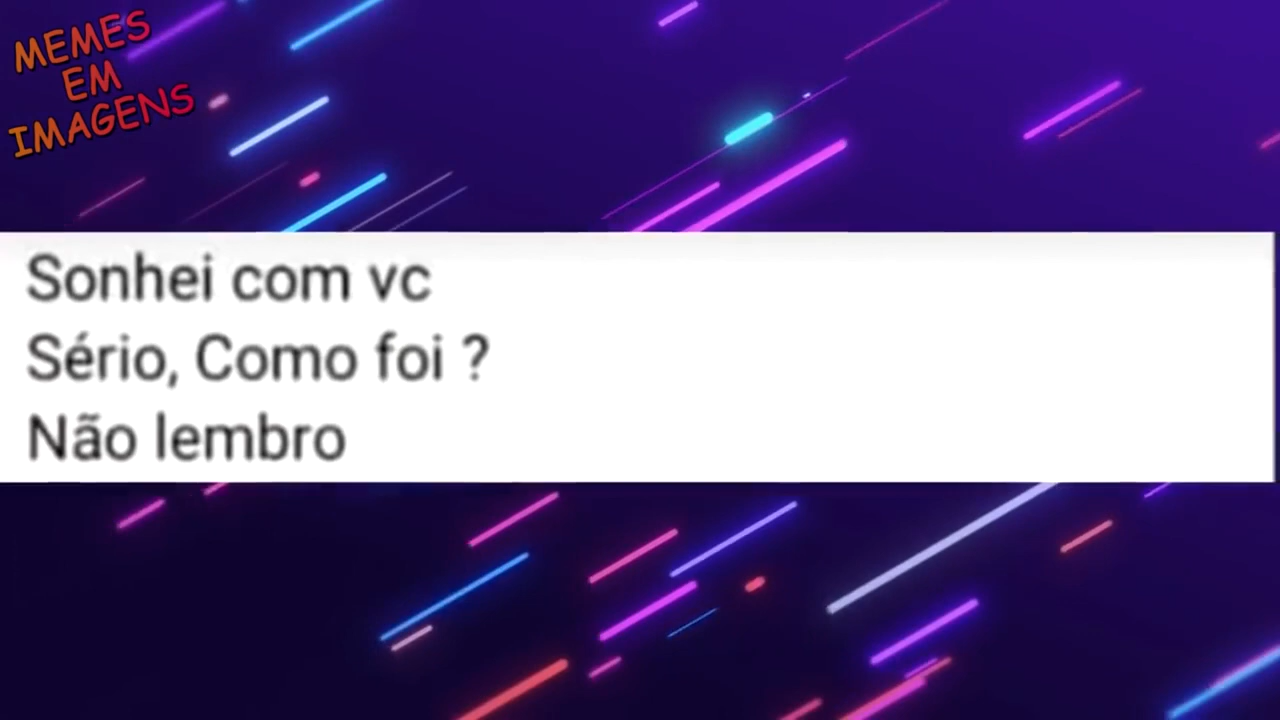 MEMES
EM
IMAGENS
Sonhei com vc
Sério, Como foi ?
Não lembro